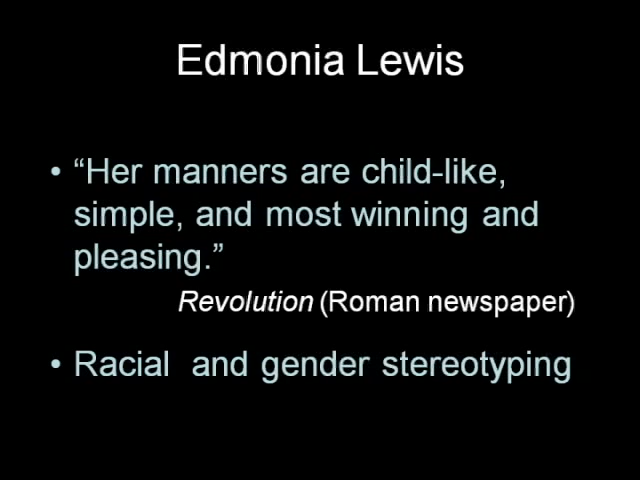 Edmonia Lewis
• “Her manners are child-like,
simple, and most winning and
pleasing.”
Revolution (Roman newspaper)
• Racial and gender stereotyping